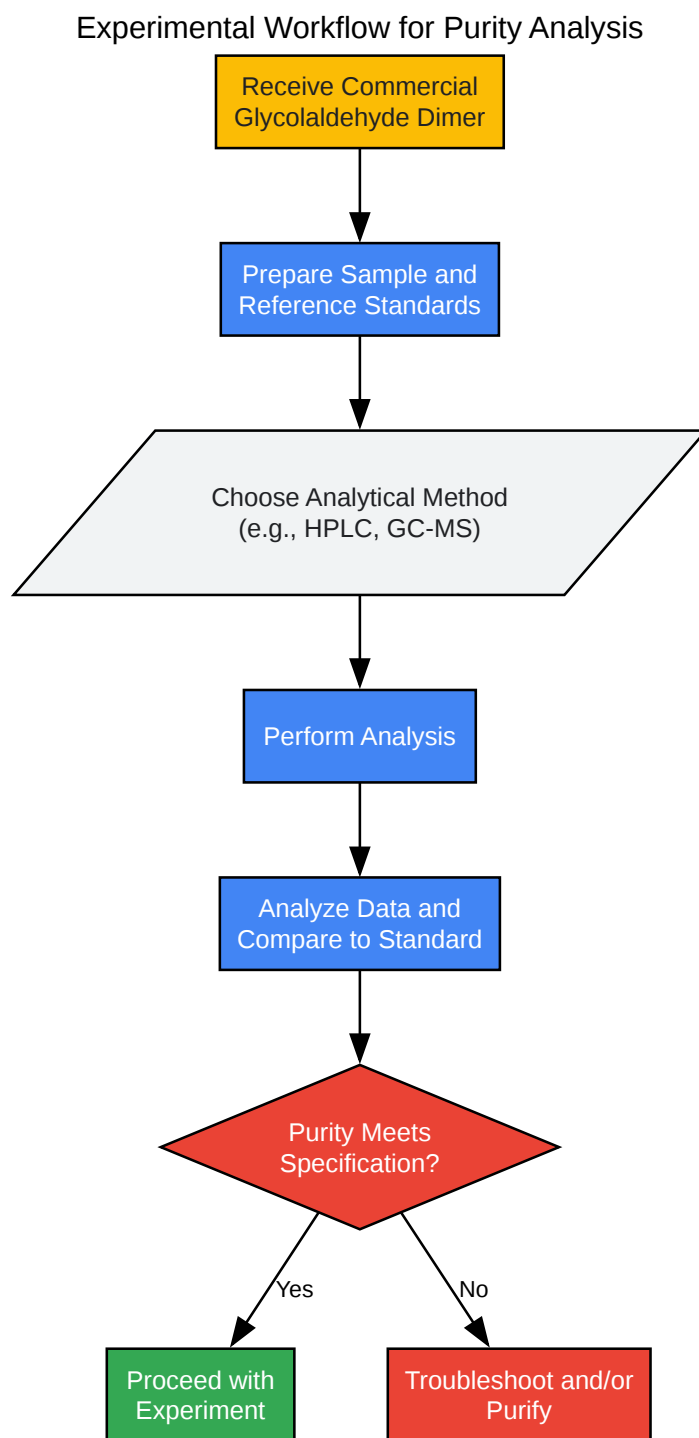 Experimental Workflow for Purity Analysis
Receive Commercial
Glycolaldehyde Dimer
Prepare Sample and
Reference Standards
Choose Analytical Method
(e.g., HPLC, GC-MS)
Perform Analysis
Analyze Data and
Compare to Standard
Purity Meets
Specification?
Yes
No
Proceed with
Experiment
Troubleshoot and/or
Purify